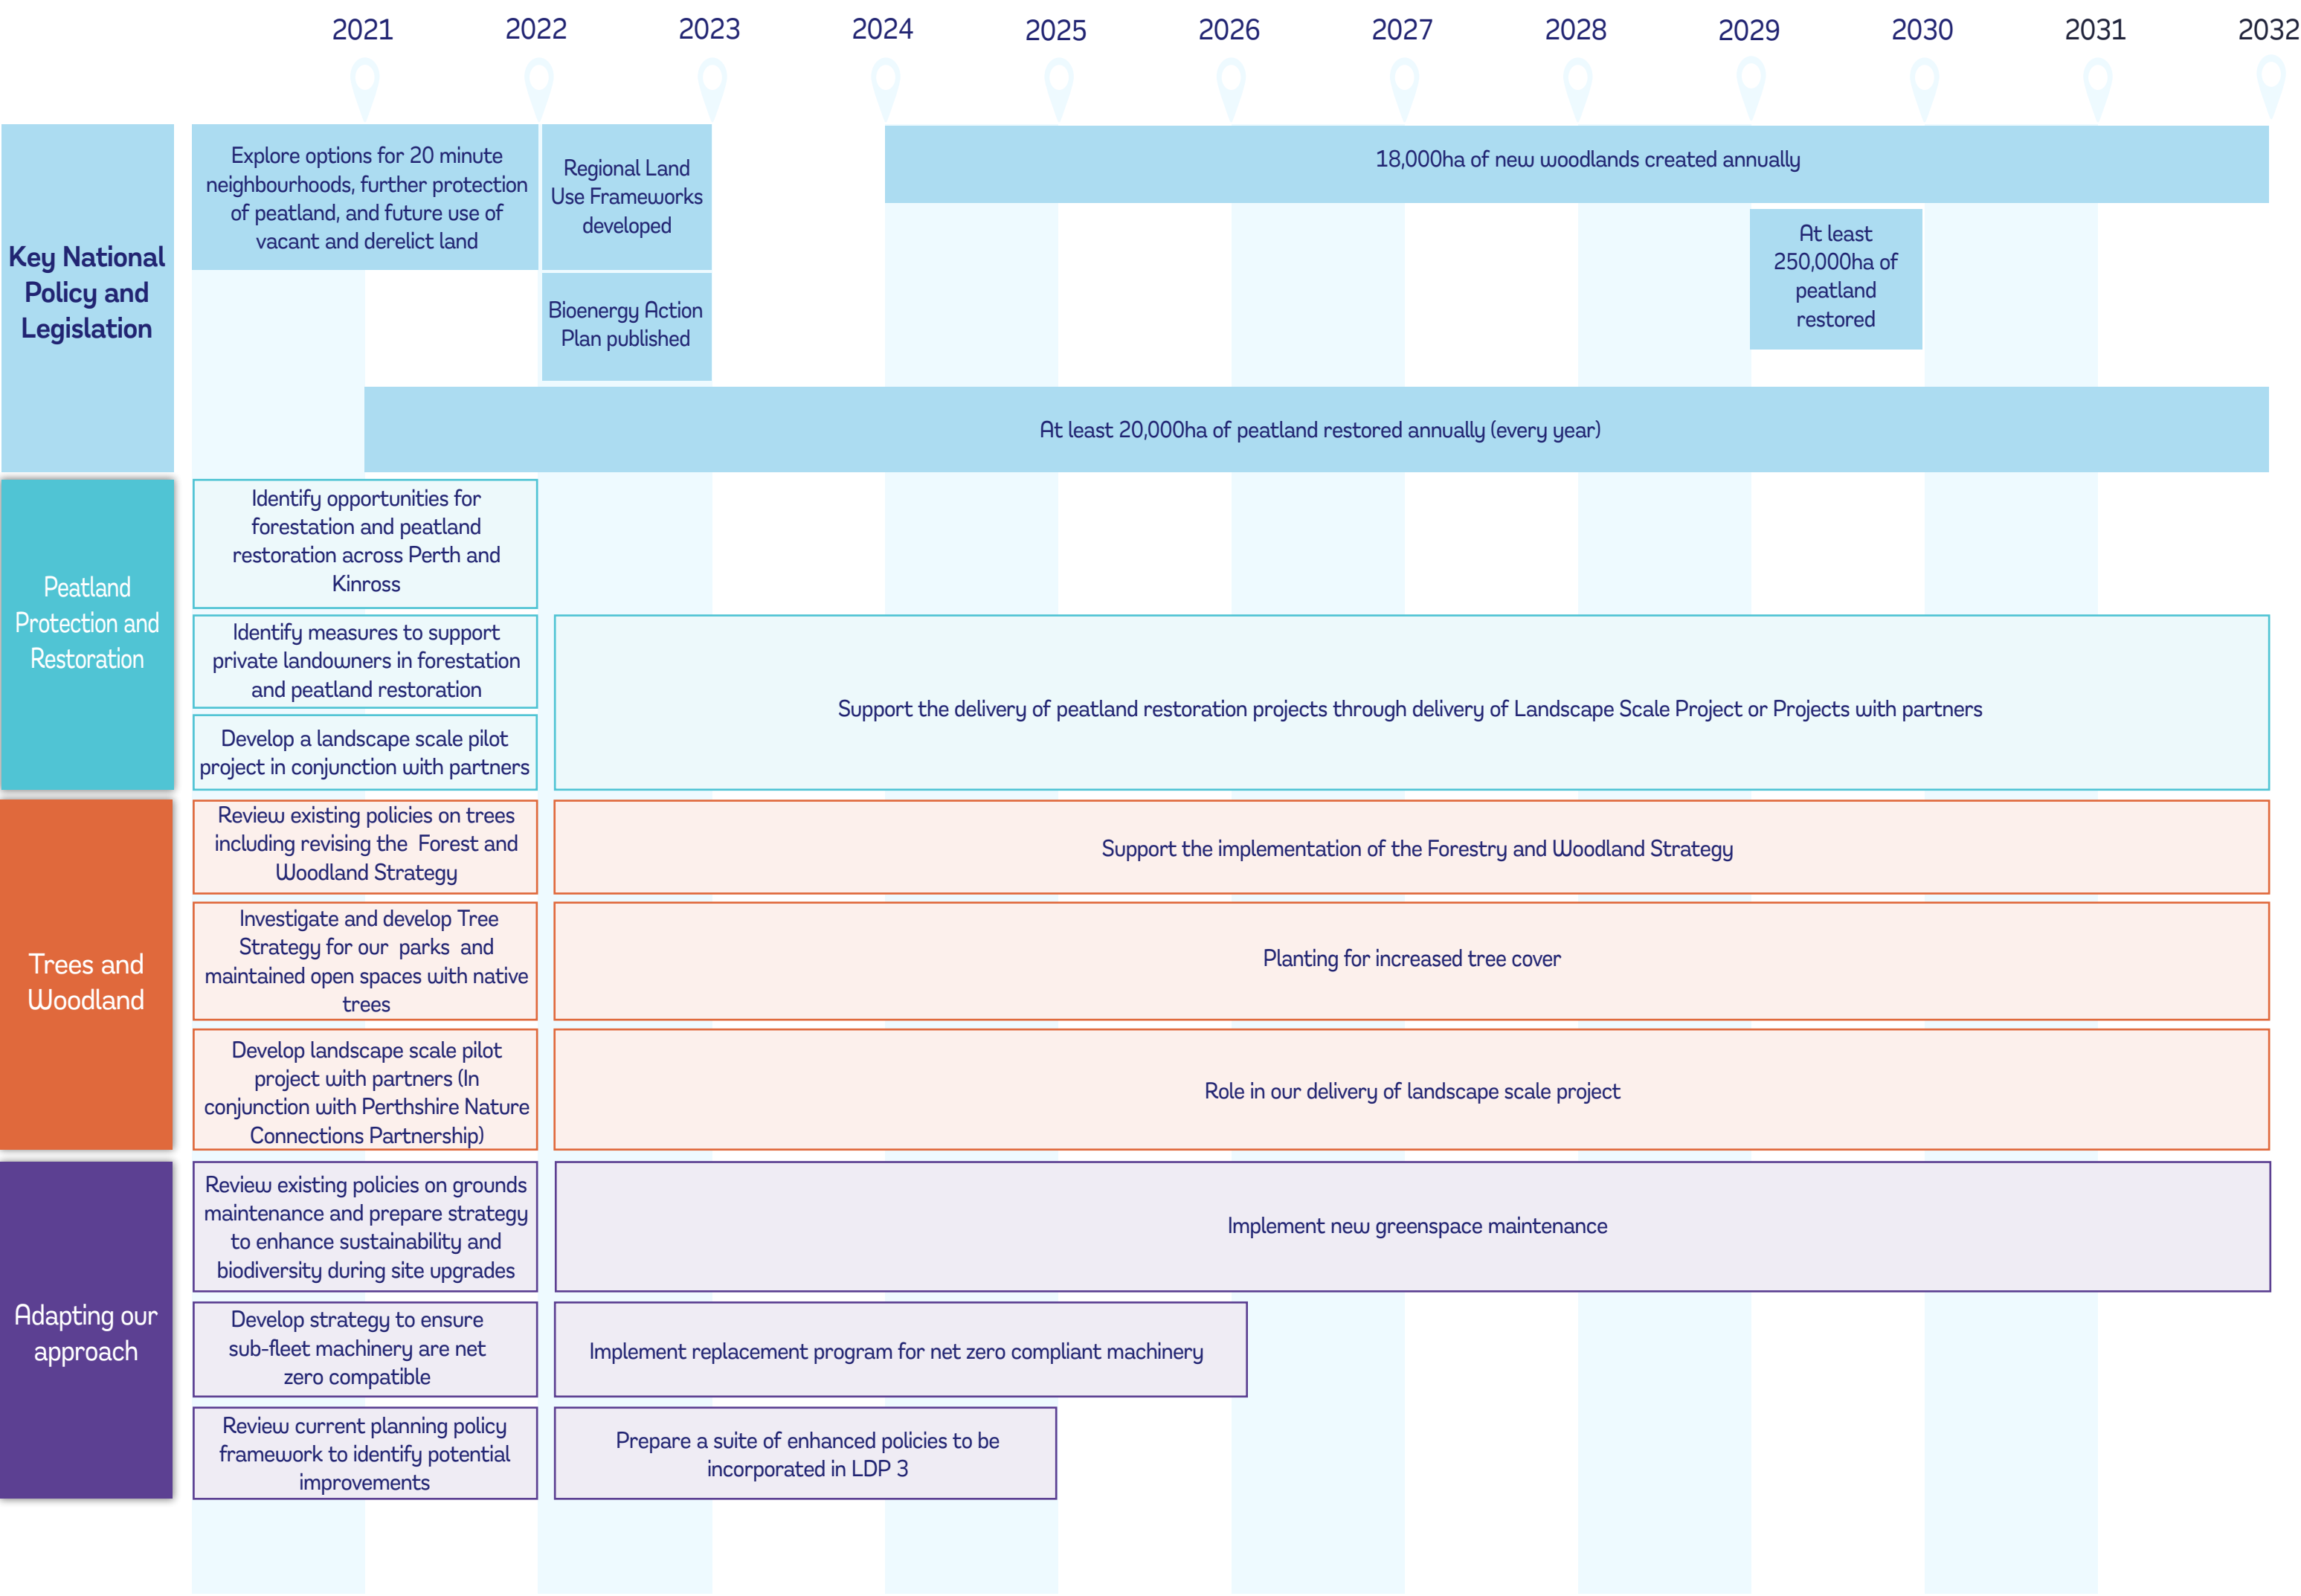 2021 2022 2023 2024 2025 2026 2027 2028 2029 2030 2031 2032
Key National
Policy and
Legislation
Explore options for 20 minute
neighbourhoods, further protection
of peatland, and future use of
vacant and derelict land
Regional Land
Use Frameworks
developed
Bioenergy Action
Plan published
18,000ha of new woodlands created annually
At least
250,000ha of
peatland
restored
At least 20,000ha of peatland restored annually (every year)
Peatland
Protection and
Restoration
Identify opportunities for
forestation and peatland
restoration across Perth and
Kinross
Identify measures to support
private landowners in forestation
and peatland restoration
Develop a landscape scale pilot
project in conjunction with partners
Support the delivery of peatland restoration projects through delivery of Landscape Scale Project or Projects with partners
Trees and
Woodland
Review existing policies on trees
including revising the Forest and
Woodland Strategy
Support the implementation of the Forestry and Woodland Strategy
Investigate and develop Tree
Strategy for our parks and
maintained open spaces with native
trees
Planting for increased tree cover
Develop landscape scale pilot
project with partners (In
conjunction with Perthshire Nature
Connections Partnership)
Role in our delivery of landscape scale project
Adapting our
approach
Review existing policies on grounds
maintenance and prepare strategy
to enhance sustainability and
biodiversity during site upgrades
Implement new greenspace maintenance
Develop strategy to ensure
sub-fleet machinery are net
zero compatible
Implement replacement program for net zero compliant machinery
Review current planning policy
framework to identify potential
improvements
Prepare a suite of enhanced policies to be
incorporated in LDP 3